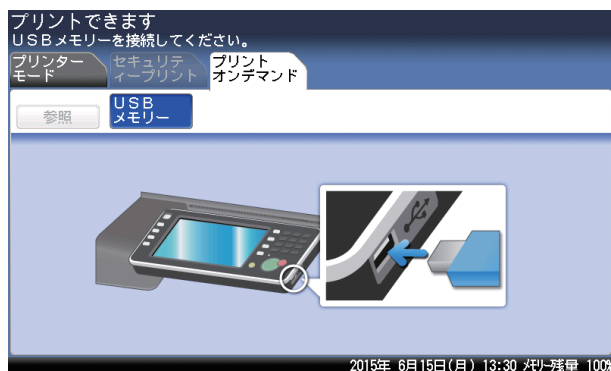 プリントできます
USBメモリーを接続してください。
プリンター
モード
セキュリテ
ィープリント
プリント
オンデマンド
参照
USB
メモリー
2015年 6月15日(月) 13:30 ﾒﾓﾘｰ残量 100%